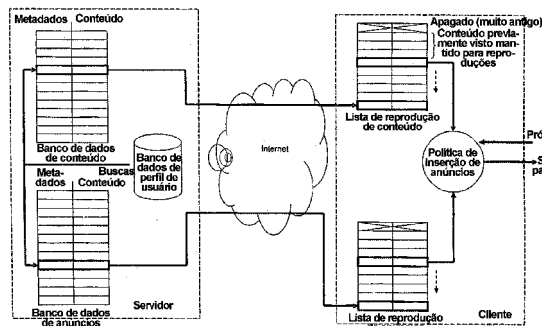 Metadados Conteúdo
Banco de dados
de conteúdo
Buscas
Banco de
dados de
perfil de
usuário
Meta-
dados Conteúdo
Banco de dados
de anúncios
Servidor
Internet
Apagado (muito antigo)
Conteúdo previa-
mente visto man-
tido para repro-
duções
Lista de reprodução
de conteúdo
Política de
inserção de
anúncios
Pró
S
pa
Lista de reprodução
Cliente